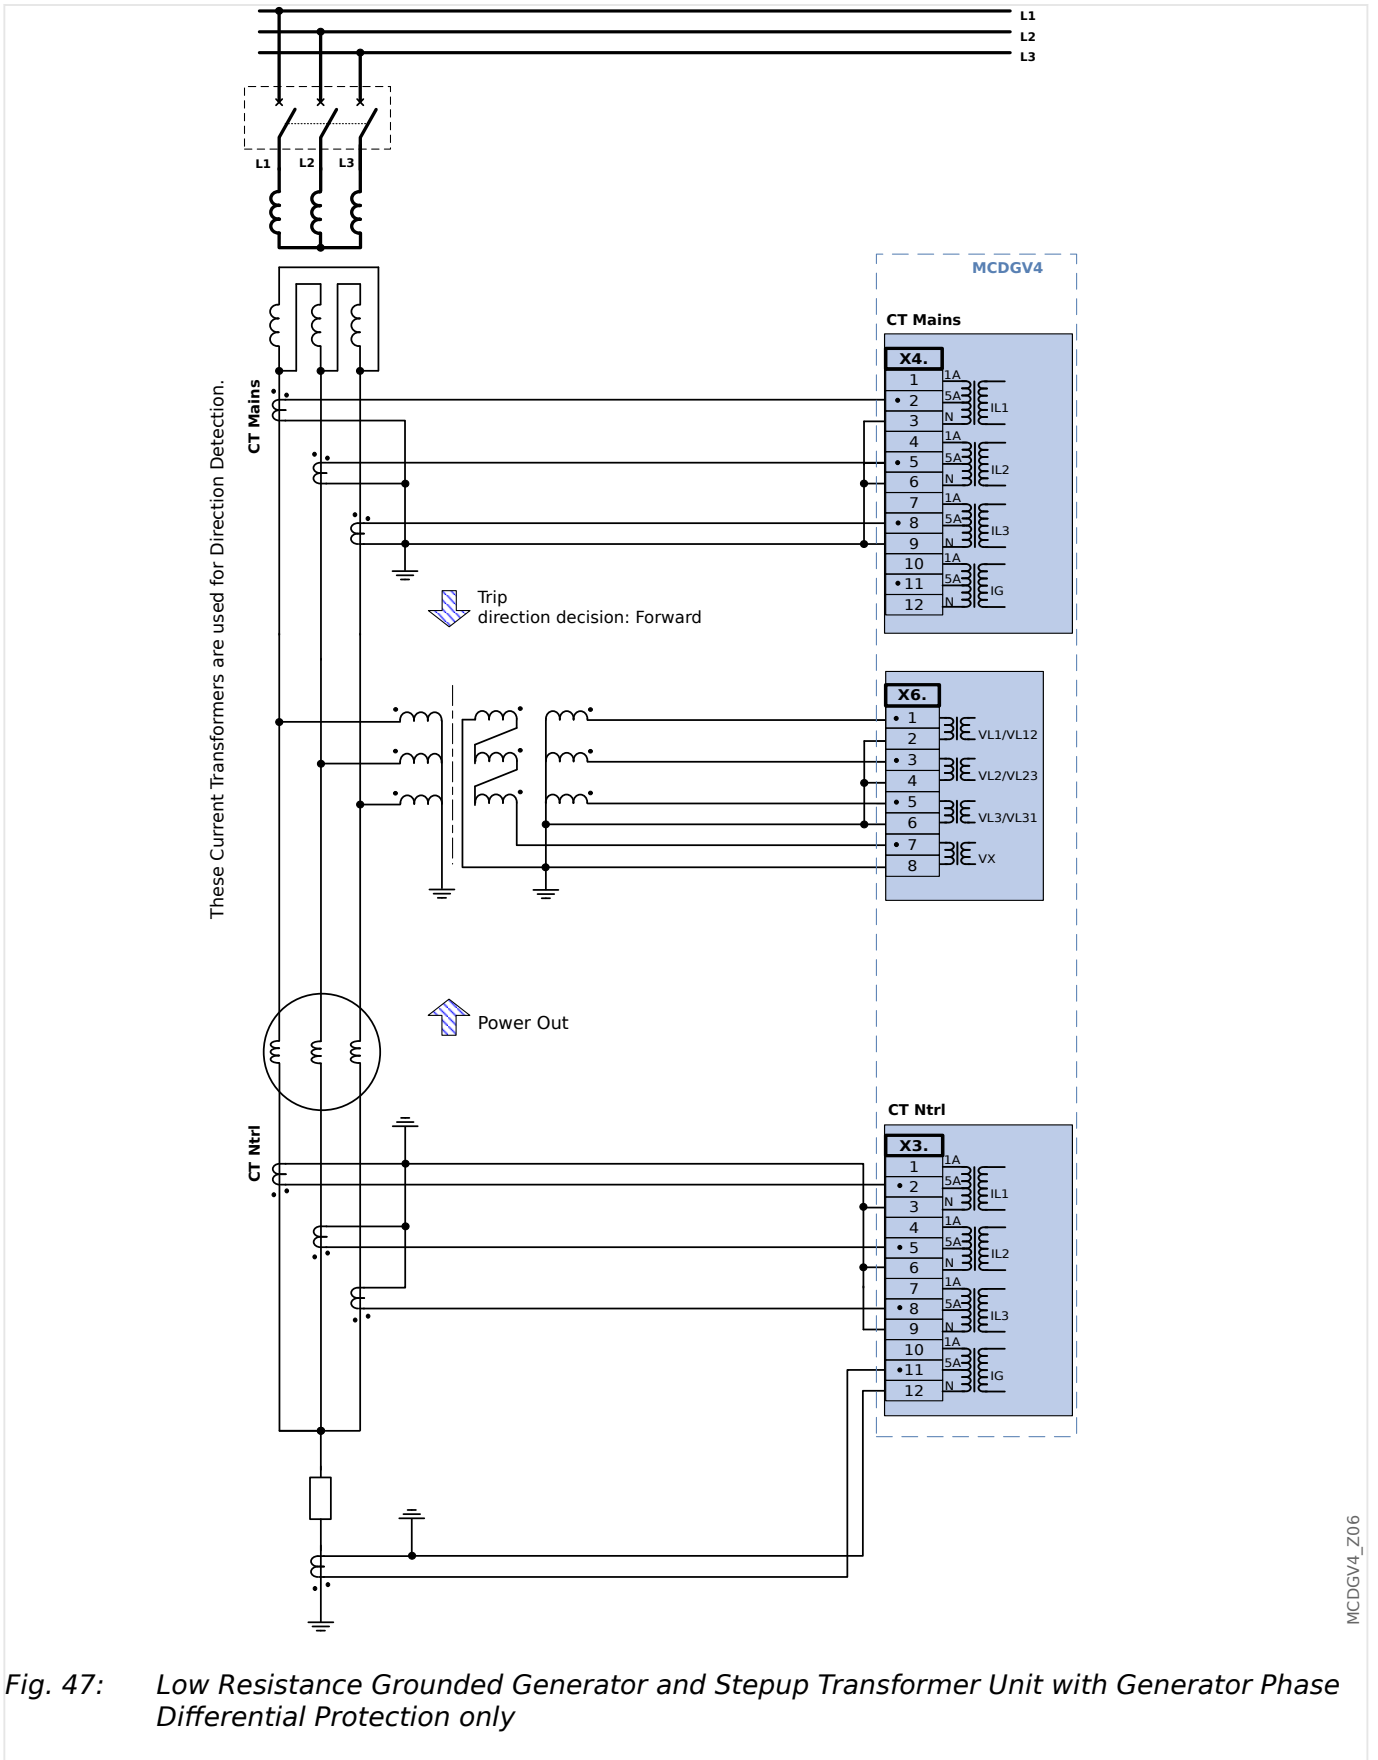 L1
L2
L3
L1
L2
L3
MCDGV4
CT Mains
X4.
1
1A
• 2
5A
IL1
3
N
4
1A
• 5
5A
IL2
6
N
7
1A
• 8
5A
IL3
9
N
10
1A
• 11
5A
IG
12
N
CT Mains
These Current Transformers are used for Direction Detection.
Trip
direction decision: Forward
X6.
• 1
2
VL1/VL12
• 3
4
VL2/VL23
• 5
6
VL3/VL31
• 7
8
VX
Power Out
CT Ntrl
CT Ntrl
X3.
1
1A
• 2
5A
IL1
3
N
4
1A
• 5
5A
IL2
6
N
7
1A
• 8
5A
IL3
9
N
10
1A
• 11
5A
IG
12
N
MCDGV4_Z06
Fig. 47: Low Resistance Grounded Generator and Stepup Transformer Unit with Generator Phase
Differential Protection only